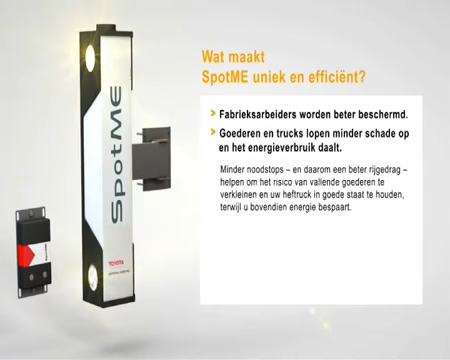 Wat maakt
SpotME uniek en efficiënt?
Fabrieksarbeiders worden beter beschermd.
Goederen en trucks lopen minder schade op
en het energieverbruik daalt.
Minder noodstops – en daarom een beter rijgedrag –
helpen om het risico van vallende goederen te
verkleinen en uw heftruck in goede staat te houden,
terwijl u bovendien energie bespaart.
SpotME
TOYOTA